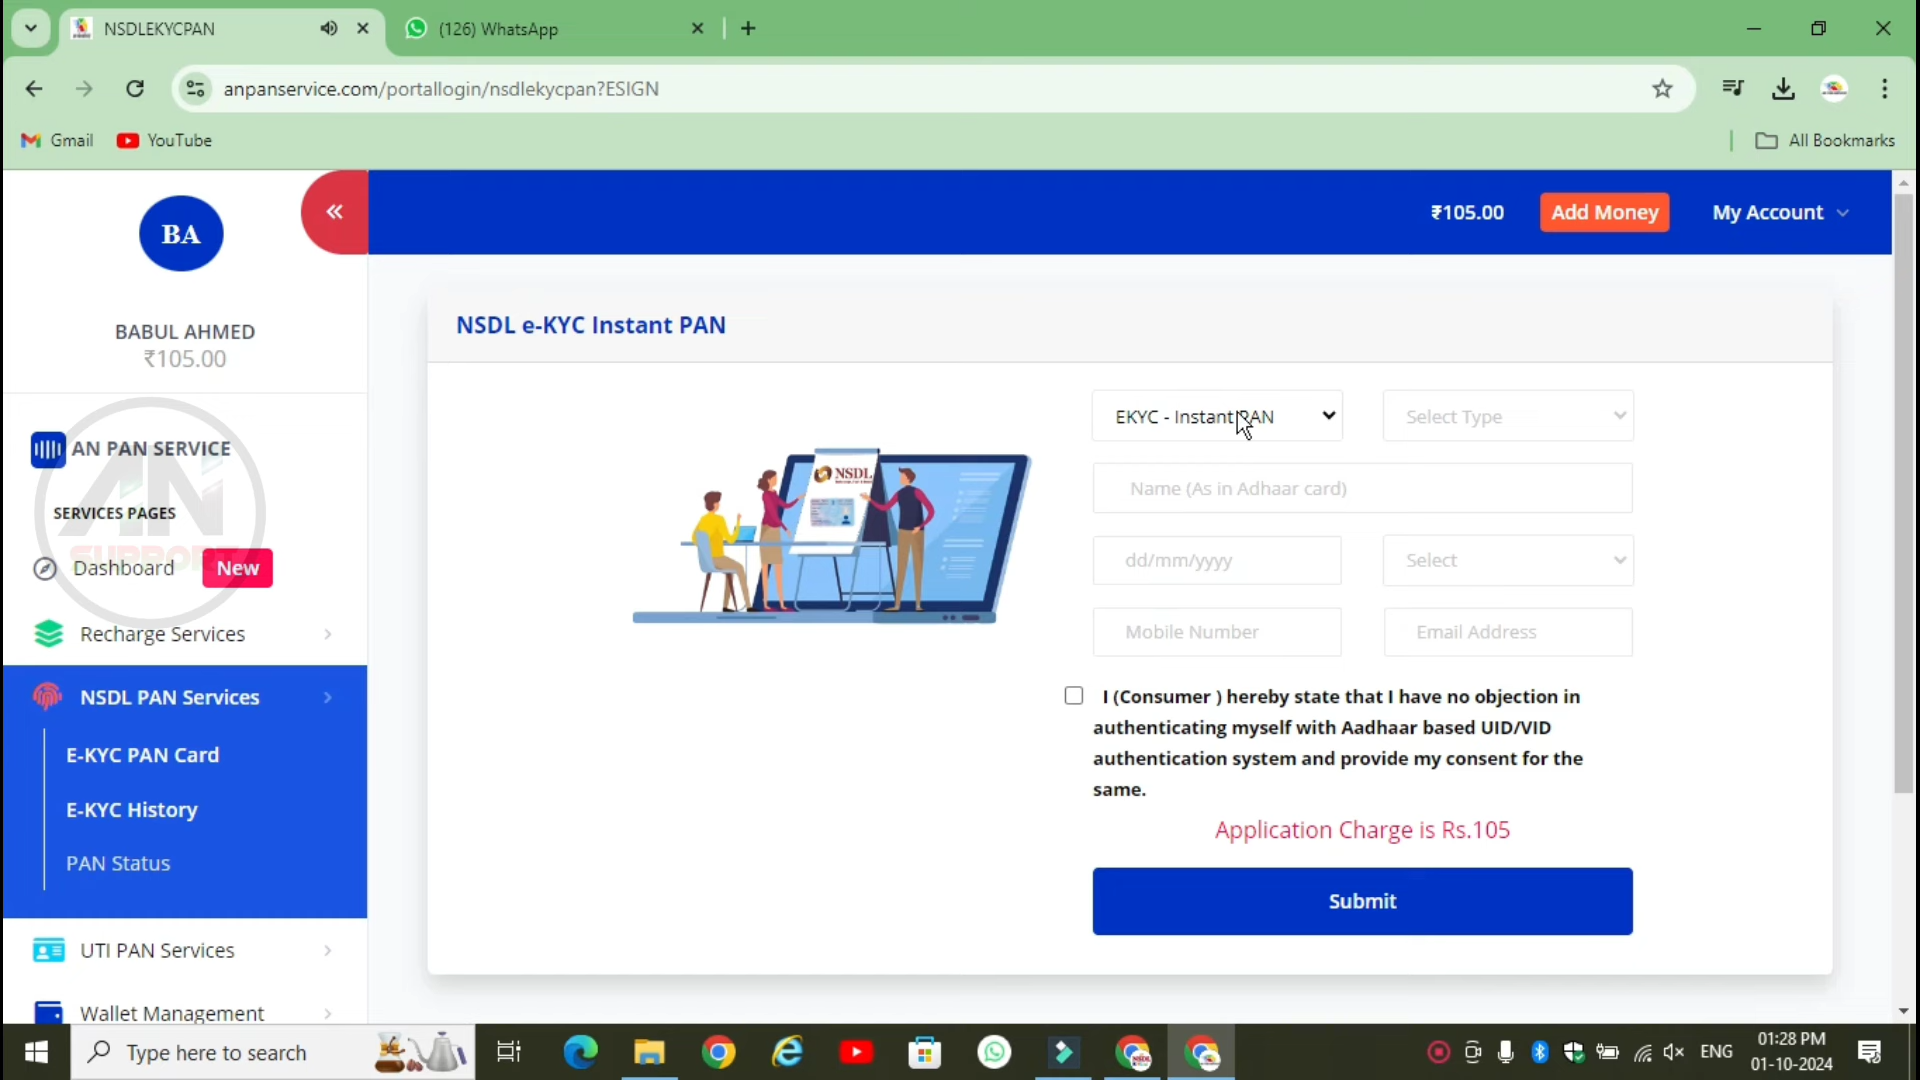 NSDLEKYCPAN
(126) WhatsApp
anpanservice.com/portallogin/nsdlekycpan?ESIGN
Gmail
YouTube
All Bookmarks
BA
₹105.00
Add Money
My Account
BABUL AHMED
₹105.00
NSDL e-KYC Instant PAN
EKYC - Instant PAN
Select Type
AN PAN SERVICE
Name (As in Adhaar card)
NSDL
SERVICES PAGES
AN
SUPPORT
Dashboard
New
dd/mm/yyyy
Select
Recharge Services
Mobile Number
Email Address
NSDL PAN Services
I (Consumer ) hereby state that I have no objection in
authenticating myself with Aadhaar based UID/VID
authentication system and provide my consent for the
same.
E-KYC PAN Card
E-KYC History
PAN Status
Application Charge is Rs.105
Submit
UTI PAN Services
Wallet Management
Type here to search
ENG
01:28 PM
01-10-2024